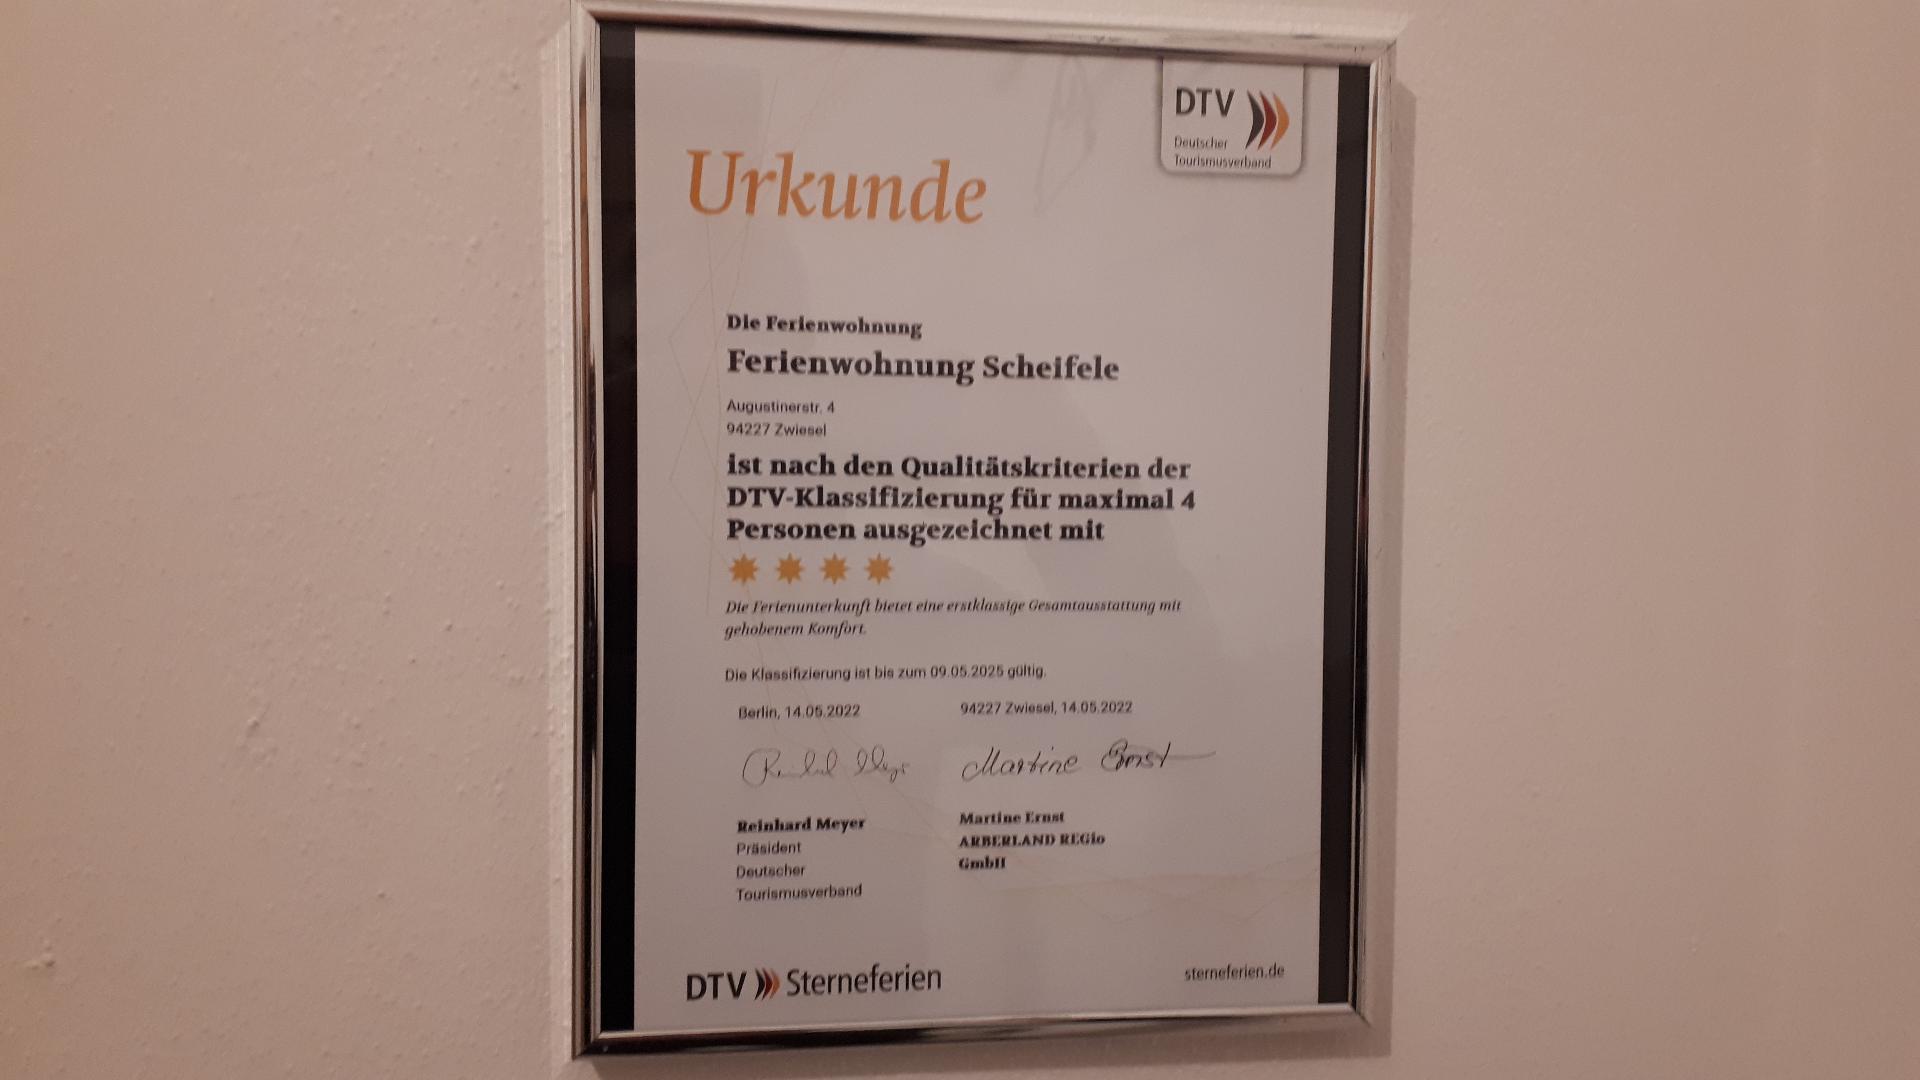 DTV
Deutscher
Tourismusverband
Urkunde
Die Ferienwohnung
Ferienwohnung Scheifele
Augustinerstr. 4
94227 Zwiesel
ist nach den Qualitätskriterien der
DTV-Klassifizierung für maximal 4
Personen ausgezeichnet mit
Die Ferienunterkunft bietet eine erstklassige Gesamtausstattung mit
gehobenem Komfort.
Die Klassifizierung ist bis zum 09.05.2025 gültig.
Berlin, 14.05.2022
94227 Zwiesel, 14.05.2022
Reinhard Meyer
Martine Ernst
Reinhard Meyer
Präsident
Deutscher
Tourismusverband
Martine Ernst
ARBERLAND REGio
GmbH
DTV Sterneferien
sterneferien.de